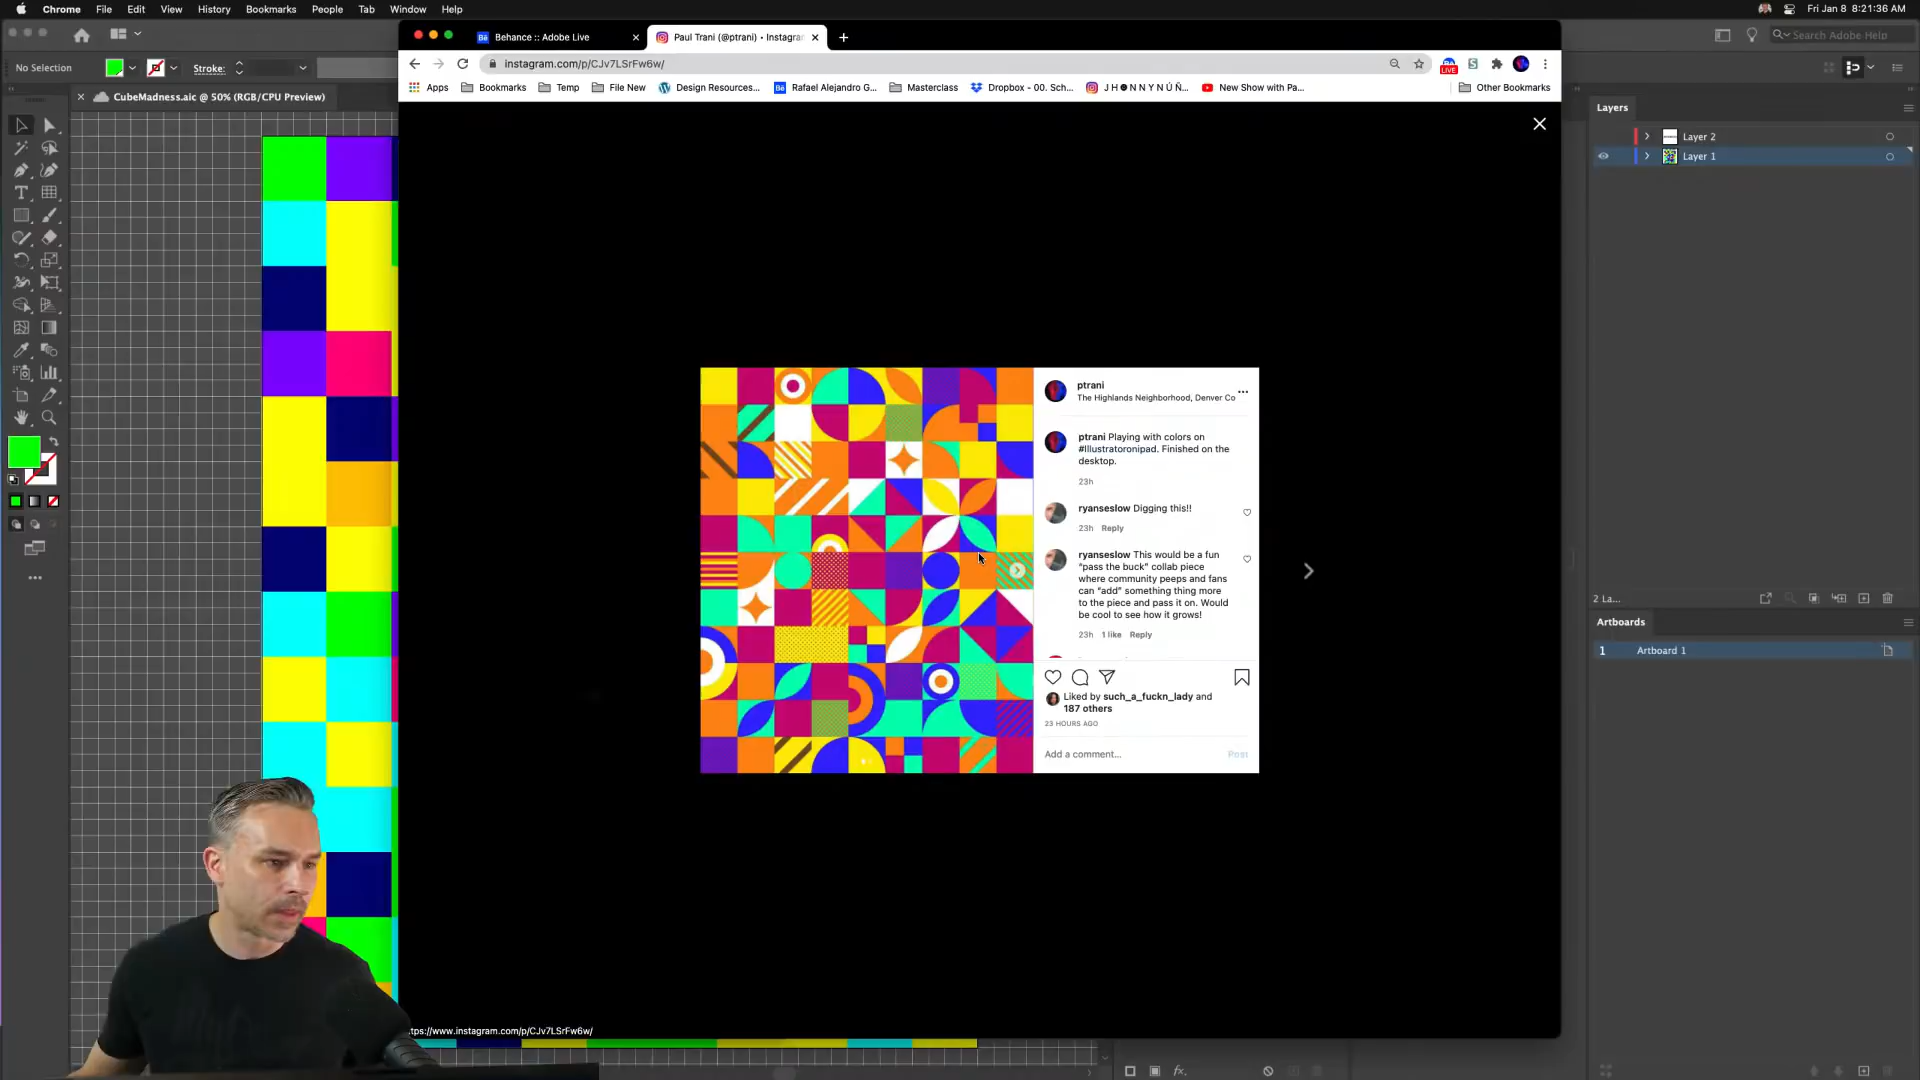 Chrome File Edit View History Bookmarks People Tab Window Help
Fri Jan 8 8:21:36 AM
Behance :: Adobe Live
Paul Trani (@ptrani) • Instagra
Search Adobe Help
No Selection
Stroke:
instagram.com/p/CJv7LSrFw6w/
LIVE
Apps Bookmarks Temp File New Design Resources... Rafael Alejandro G... Masterclass Dropbox - 00. Sch... New Show with Pa... Other Bookmarks
CubeMadness.aic @ 50% (RGB/CPU Preview)
Layers
Layer 2
Layer 1
ptrani
The Highlands Neighborhood, Denver Co
ptrani Playing with colors on
#Illustratoronipad. Finished on the
desktop.
23h
ryanseslow Digging this!!
23h Reply
ryanseslow This would be a fun
“pass the buck” collab piece
where community peeps and fans
can “add” something thing more
to the piece and pass it on. Would
be cool to see how it grows!
23h 1 like Reply
Liked by such_a_fuckn_lady and
187 others
23 HOURS AGO
Add a comment...
Post
2 La...
Artboards
1 Artboard 1
tps://www.instagram.com/p/CJv7LSrFw6w/
fx